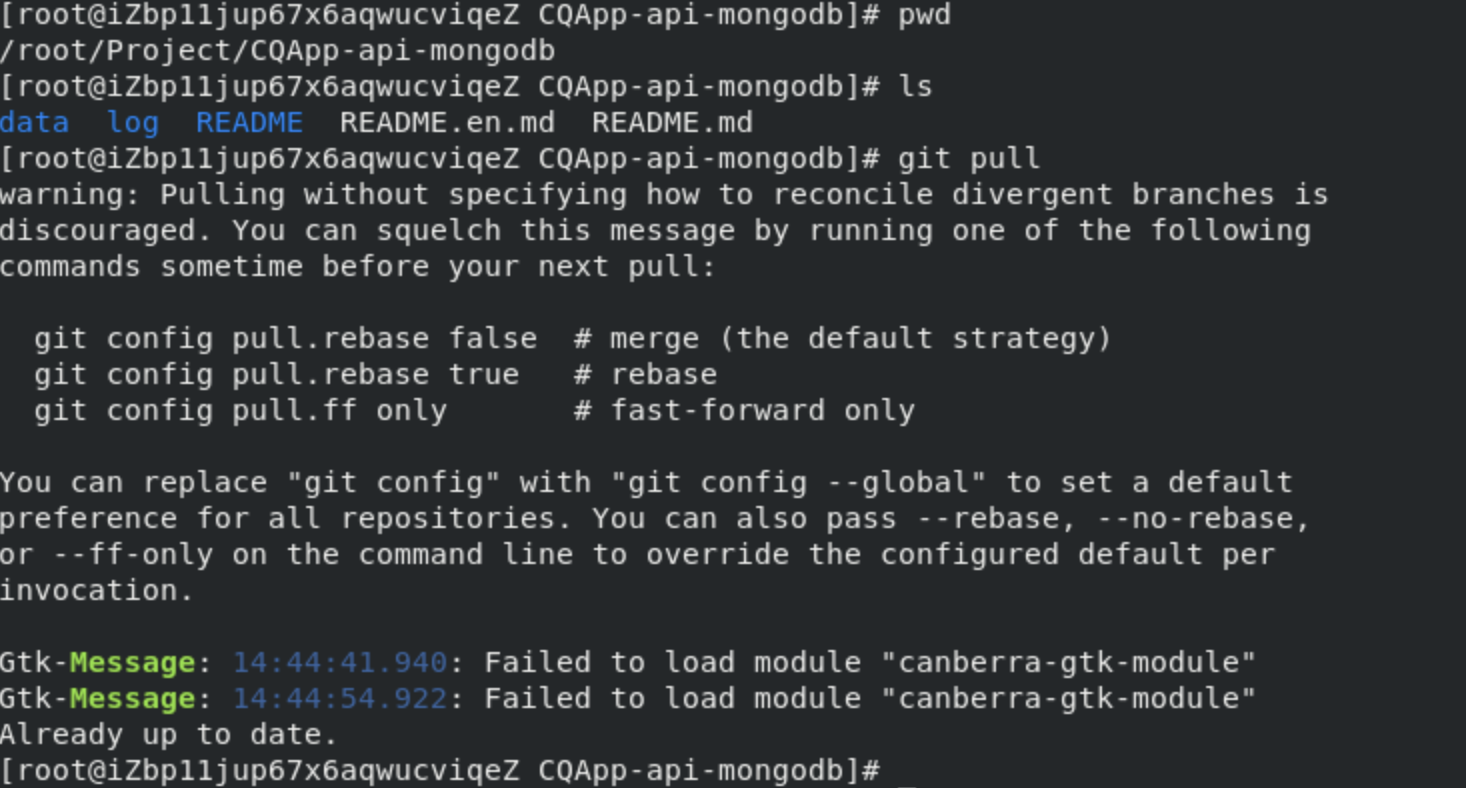 [root@iZbp11jup67x6aqwucviqeZ CQApp-api-mongodb]# pwd
/root/Project/CQApp-api-mongodb
[root@iZbp11jup67x6aqwucviqeZ CQApp-api-mongodb]# ls
data  log  README  README.en.md  README.md
[root@iZbp11jup67x6aqwucviqeZ CQApp-api-mongodb]# git pull
warning: Pulling without specifying how to reconcile divergent branches is
discouraged. You can squelch this message by running one of the following
commands sometime before your next pull:

  git config pull.rebase false  # merge (the default strategy)
  git config pull.rebase true   # rebase
  git config pull.ff only       # fast-forward only

You can replace "git config" with "git config --global" to set a default
preference for all repositories. You can also pass --rebase, --no-rebase,
or --ff-only on the command line to override the configured default per
invocation.

Gtk-Message: 14:44:41.940: Failed to load module "canberra-gtk-module"
Gtk-Message: 14:44:54.922: Failed to load module "canberra-gtk-module"
Already up to date.
[root@iZbp11jup67x6aqwucviqeZ CQApp-api-mongodb]#